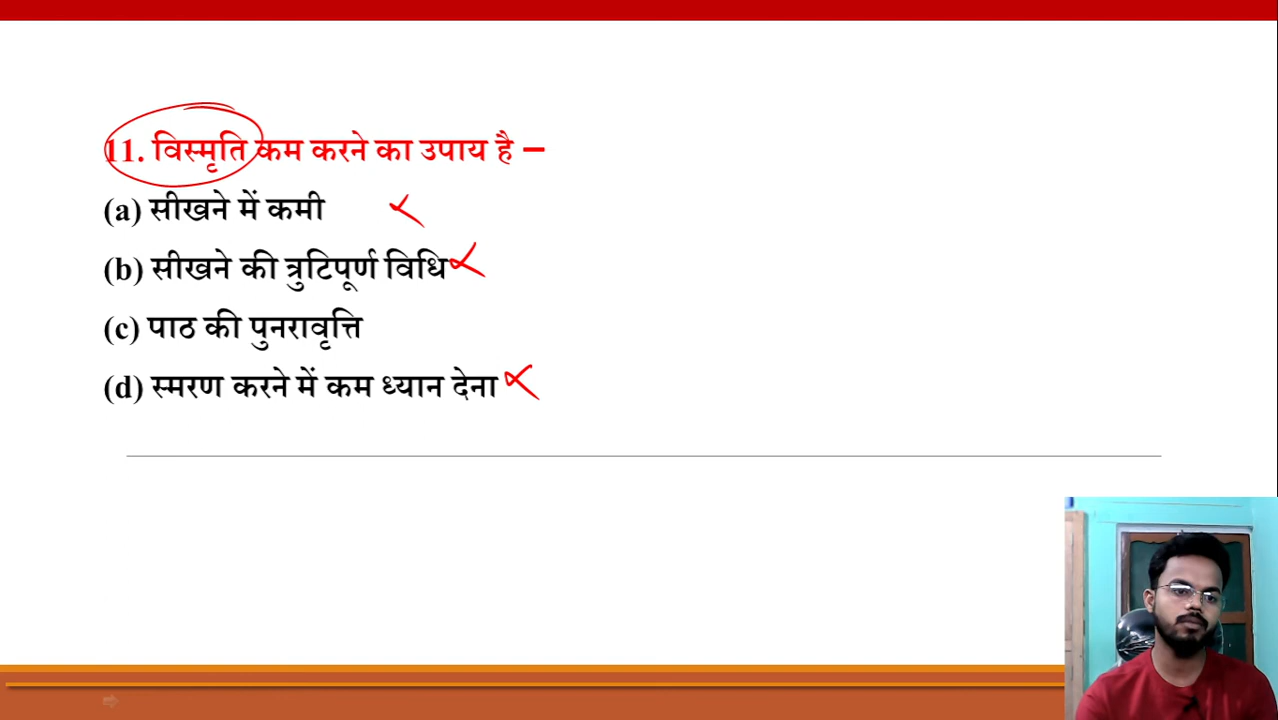 11. विस्मृति कम करने का उपाय है –
(a) सीखने में कमी
(b) सीखने की त्रुटिपूर्ण विधि
(c) पाठ की पुनरावृत्ति
(d) स्मरण करने में कम ध्यान देना